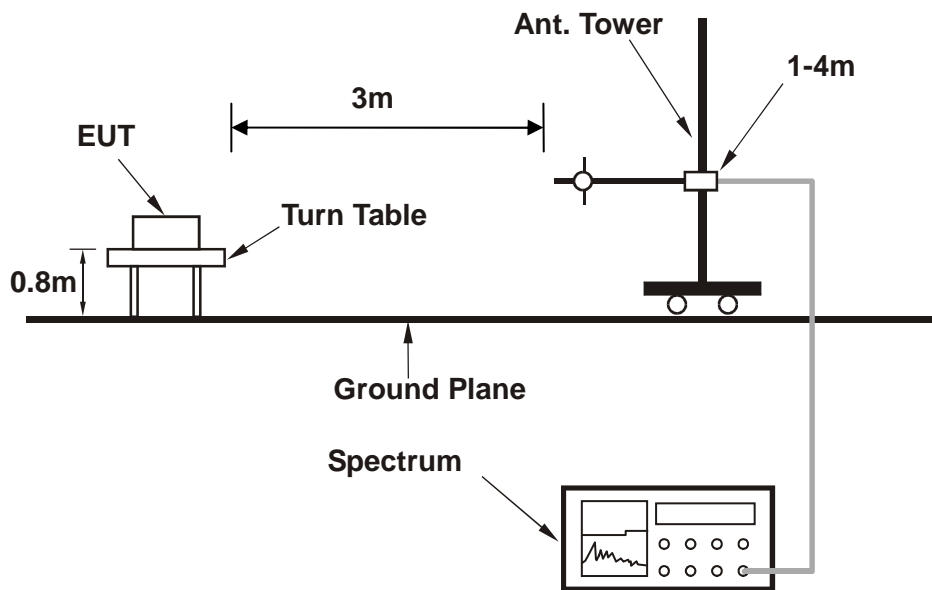 Ant. Tower
1-4m
3m
EUT
Turn Table
0.8m
Ground Plane
Spectrum